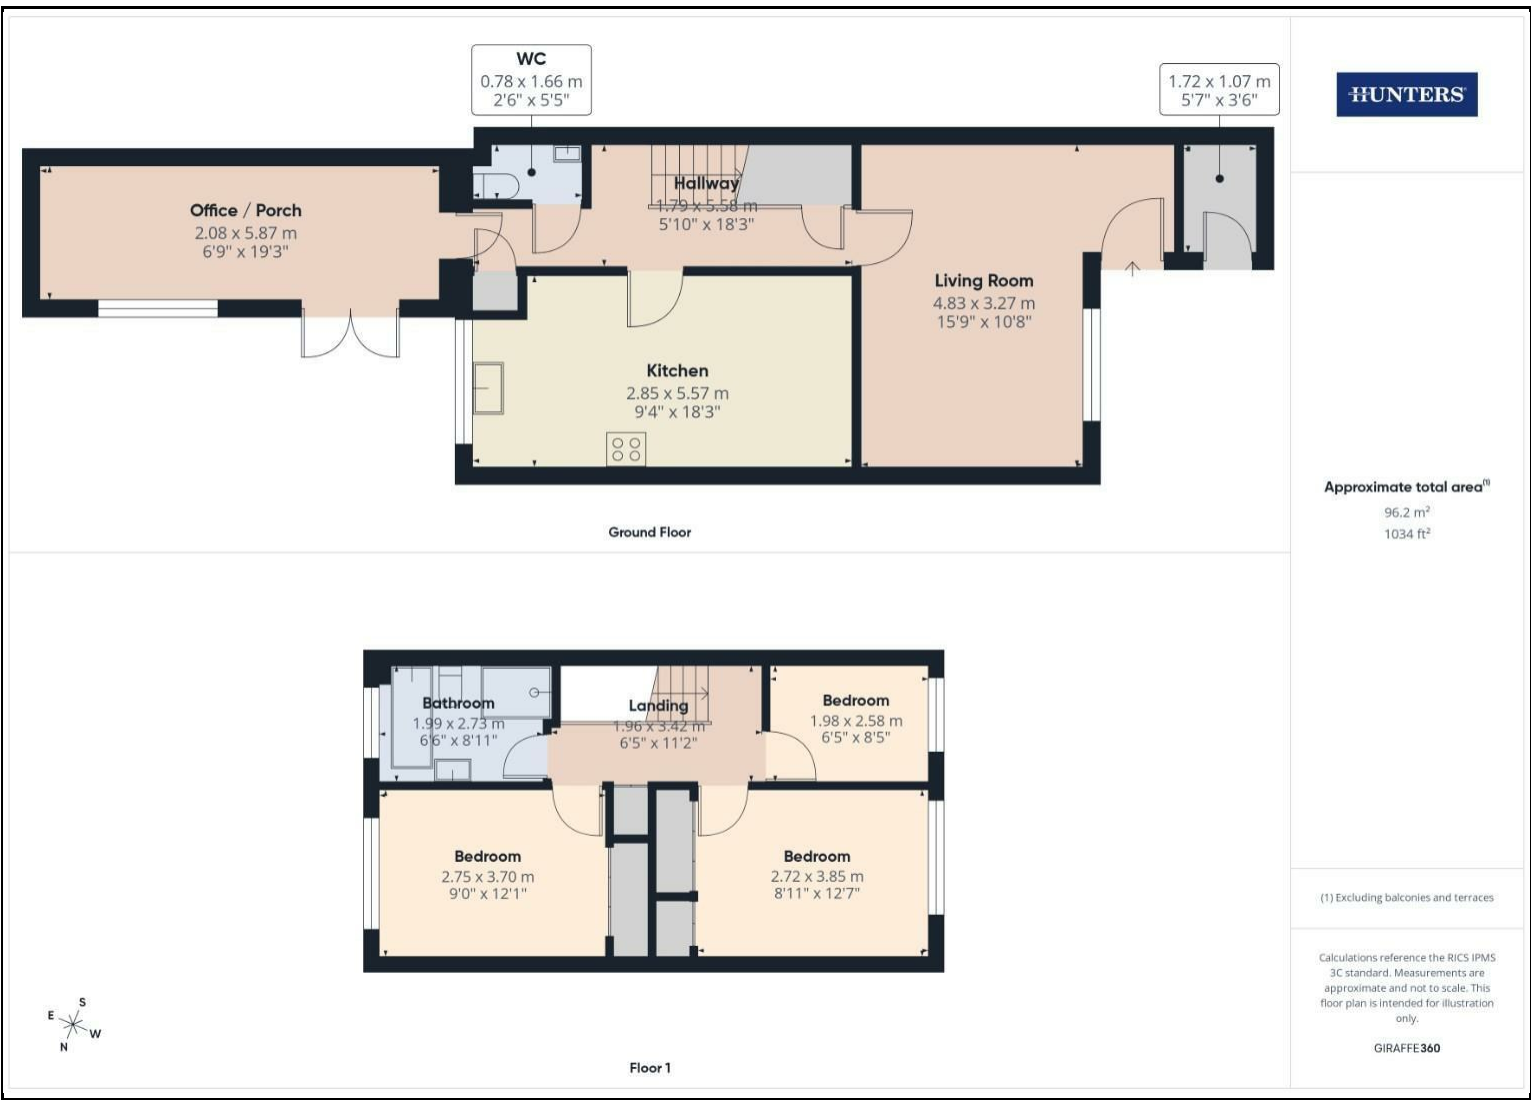 WC
0.78 x 1.66 m
2'6" x 5'5"
1.72 x 1.07 m
5'7" x 3'6"
HUNTERS
Office / Porch
2.08 x 5.87 m
6'9" x 19'3"
Hallway
1.79 x 5.58 m
5'10" x 18'3"
Living Room
4.83 x 3.27 m
15'9" x 10'8"
Kitchen
2.85 x 5.57 m
9'4" x 18'3"
Ground Floor
Approximate total area(1)
96.2 m²
1034 ft²
Bathroom
1.99 x 2.73 m
6'6" x 8'11"
Landing
1.96 x 3.42 m
6'5" x 11'2"
Bedroom
1.98 x 2.58 m
6'5" x 8'5"
Bedroom
2.75 x 3.70 m
9'0" x 12'1"
Bedroom
2.72 x 3.85 m
8'11" x 12'7"
(1) Excluding balconies and terraces
Calculations reference the RICS IPMS
3C standard. Measurements are
approximate and not to scale. This
floor plan is intended for illustration
only.
GIRAFFE360
S
E
W
N
Floor 1